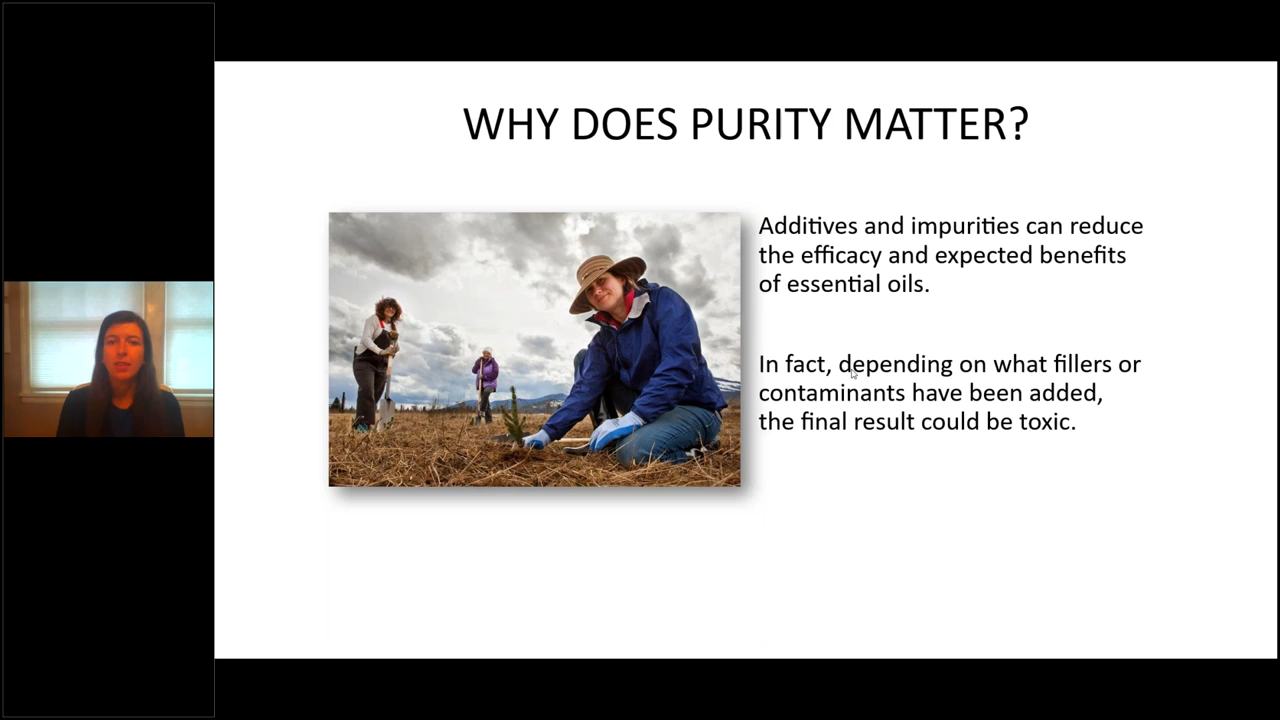 WHY DOES PURITY MATTER?
Additives and impurities can reduce
the efficacy and expected benefits
of essential oils.
In fact, depending on what fillers or
contaminants have been added,
the final result could be toxic.